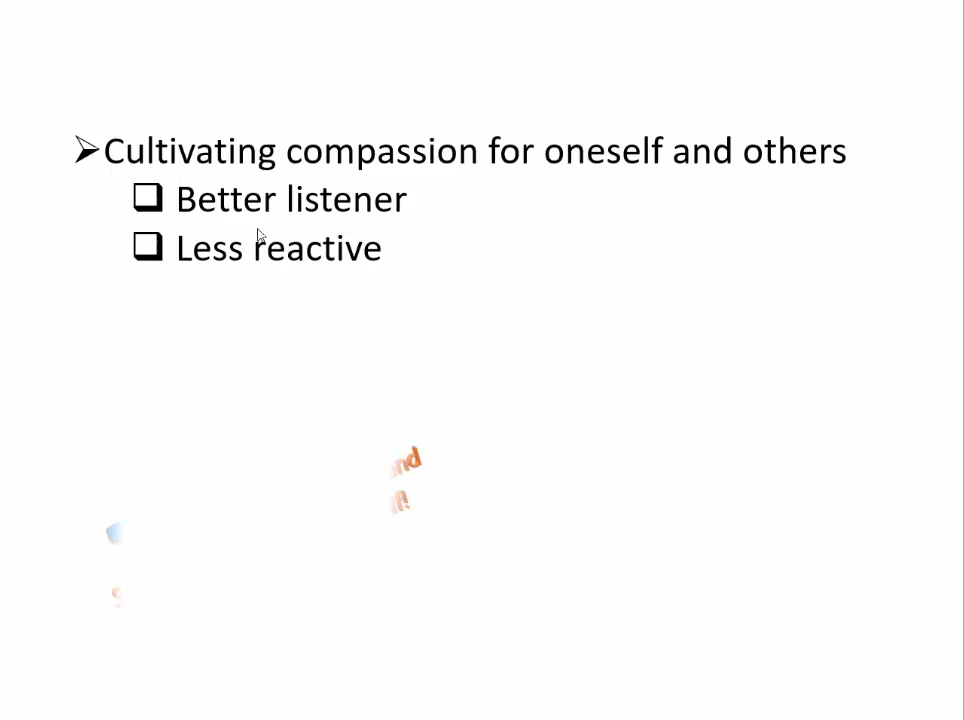 Cultivating compassion for oneself and others
Better listener
Less reactive